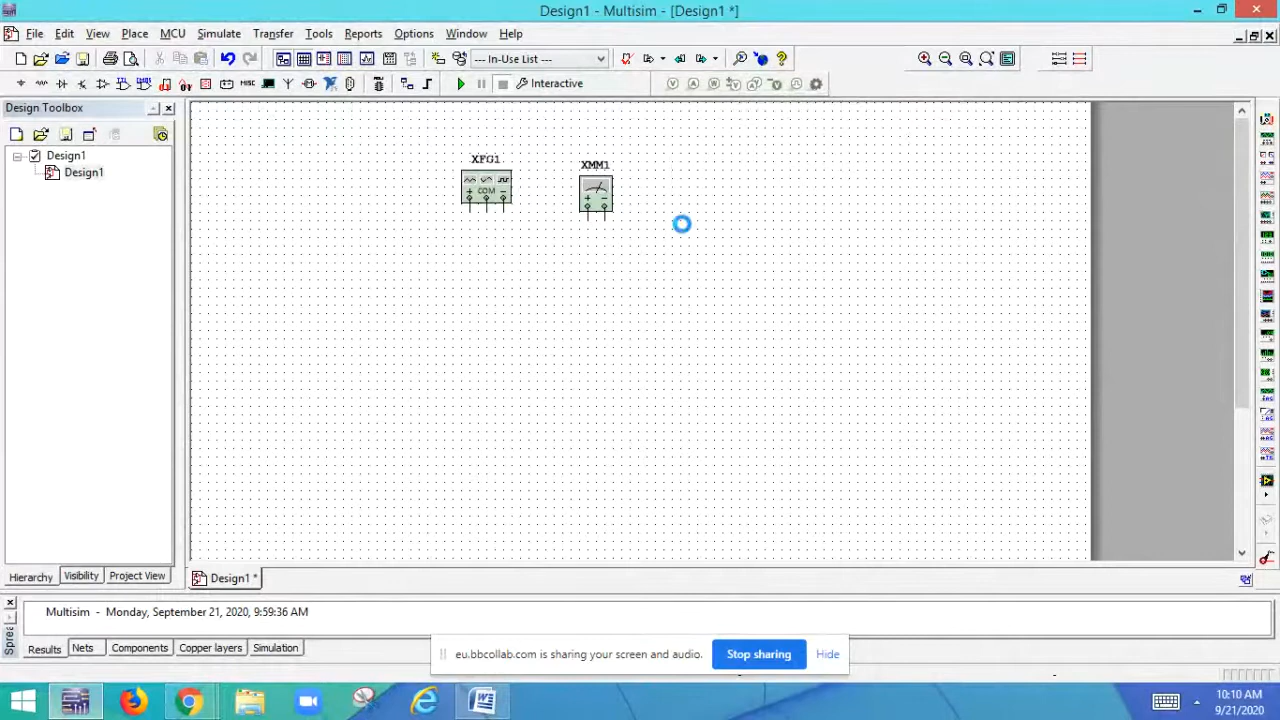 Design1 - Multisim - [Design1 *]
File Edit View Place MCU Simulate Transfer Tools Reports Options Window Help
--- In-Use List ---
Interactive
Design Toolbox
Design1
Design1
XFG1
COM
XMM1
Hierarchy Visibility Project View
Design1 *
Multisim - Monday, September 21, 2020, 9:59:36 AM
Results Nets Components Copper layers Simulation
eu.bbcollab.com is sharing your screen and audio. Stop sharing Hide
10:10 AM
9/21/2020